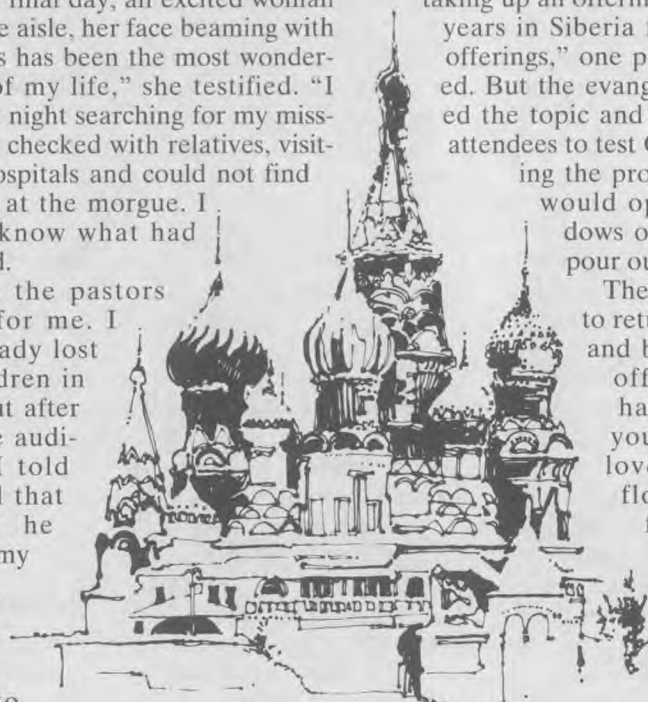 final day, an excited woman
e aisle, her face beaming with
s has been the most wonder-
of my life,” she testified. “I
night searching for my miss-
checked with relatives, visit-
ospitals and could not find
at the morgue. I
know what had
d.
the pastors
for me. I
eady lost
dren in
ut after
e audi-
I told
d that
he
my
taking up an offering
years in Siberia f
offerings,” one p
ed. But the evang
ed the topic and
attendees to test
ing the pro
would op
dows o
pour ou
The
to retu
and b
off
ha
you
love
flo